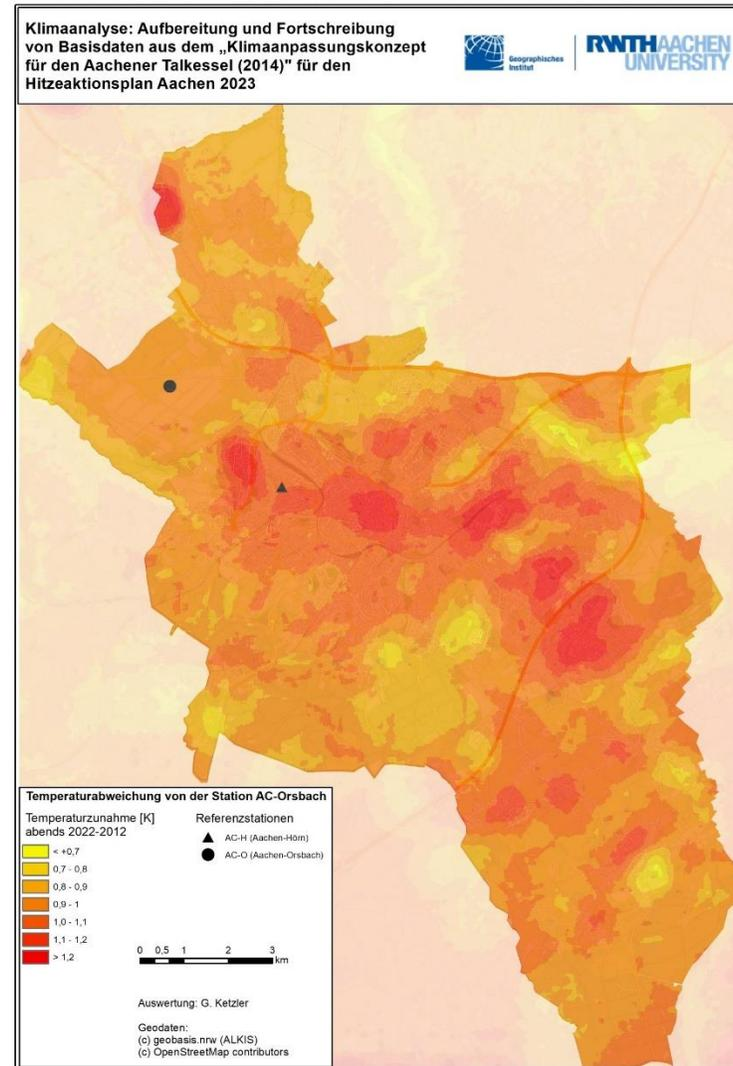 Klimaanalyse: Aufbereitung und Fortschreibung
von Basisdaten aus dem „Klimaanpassungskonzept
für den Aachener Talkessel (2014)" für den
Hitzeaktionsplan Aachen 2023
Geographisches
Institut
RWTH AACHEN
UNIVERSITY
Temperaturabweichung von der Station AC-Orsbach
Temperaturzunahme [K]
abends 2022-2012
< +0,7
0,7 - 0,8
0,8 - 0,9
0,9 - 1
1,0 - 1,1
1,1 - 1,2
> 1,2
Referenzstationen
AC-H (Aachen-Hörn)
AC-O (Aachen-Orsbach)
0 0,5 1 2 3
km
Auswertung: G. Ketzler
Geodaten:
(c) geobasis.nrw (ALKIS)
(c) OpenStreetMap contributors